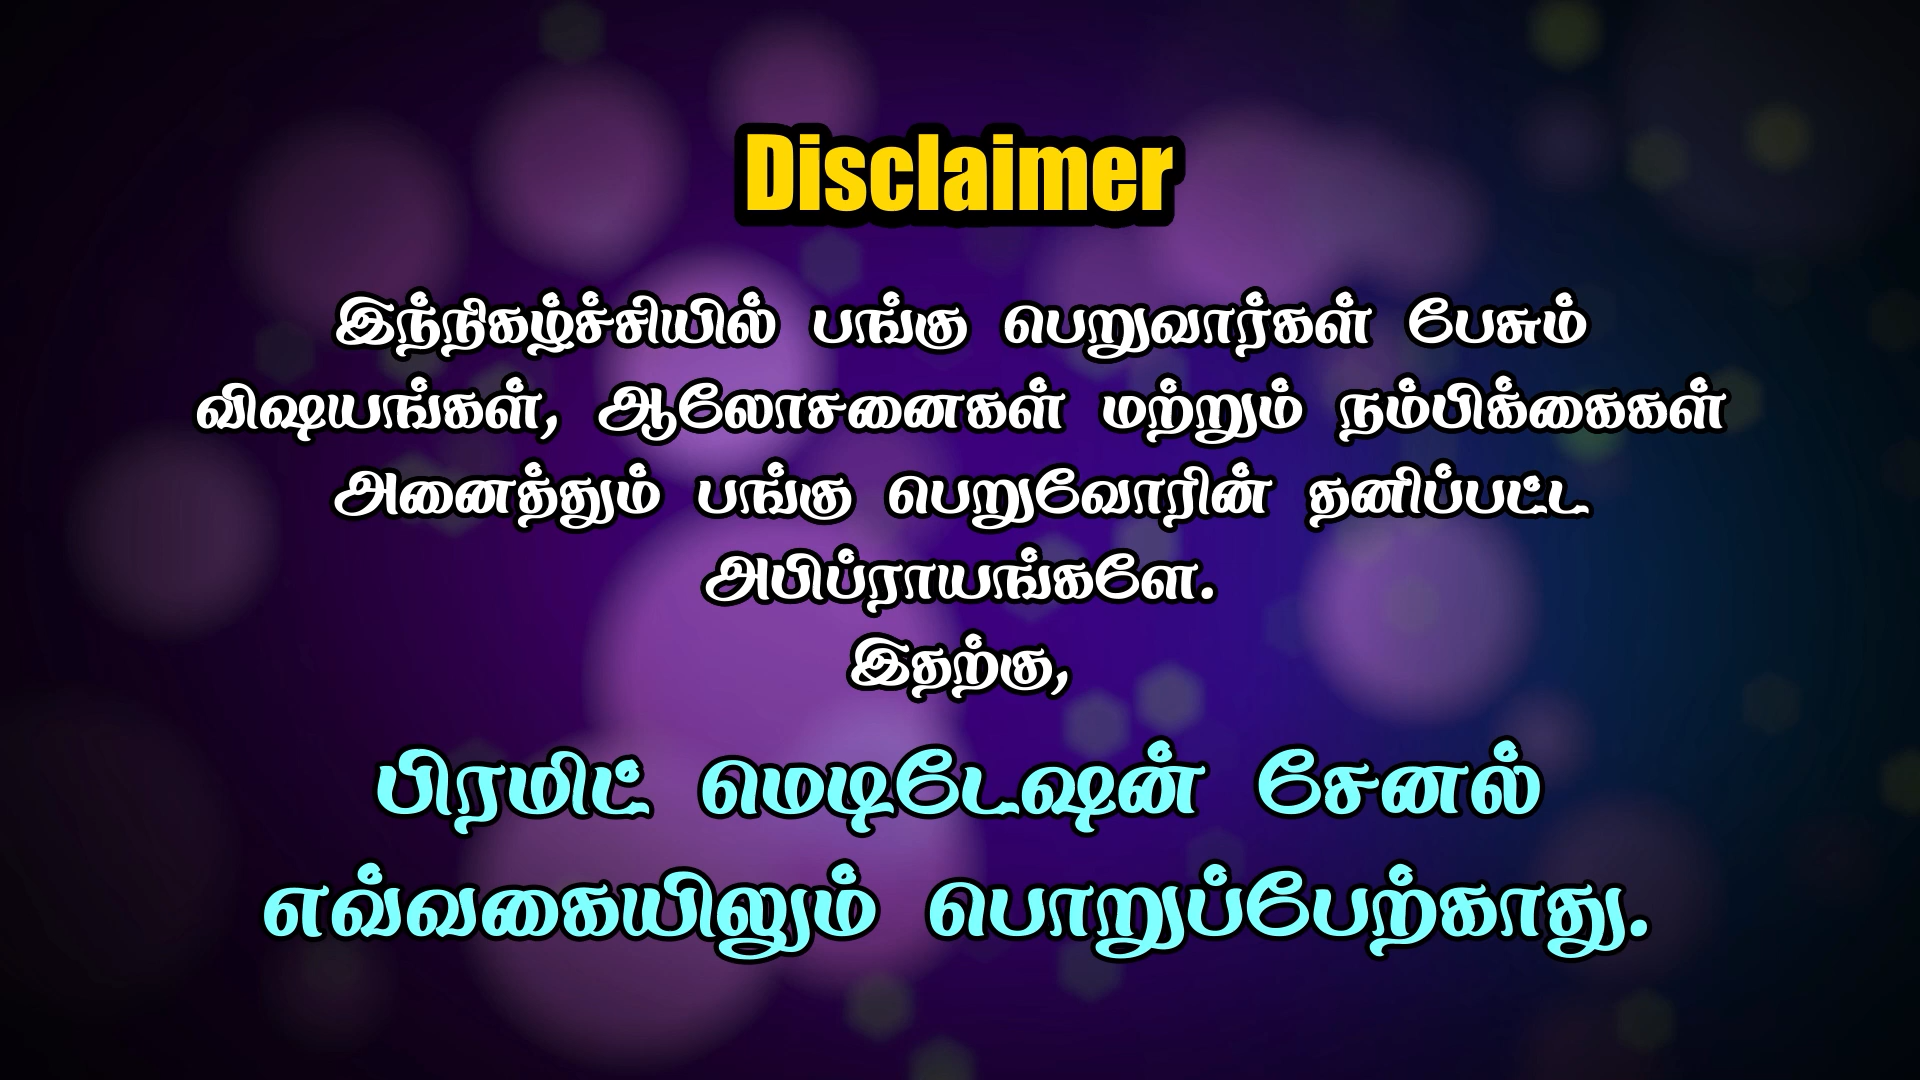 Disclaimer
இந்நிகழ்ச்சியில் பங்கு பெறுவார்கள் பேசும்
விஷயங்கள், ஆலோசனைகள் மற்றும் நம்பிக்கைகள்
அனைத்தும் பங்கு பெறுவோரின் தனிப்பட்ட
அபிப்ராயங்களே.
இதற்கு,
பிரமிட் மெடிடேஷன் சேனல்
எவ்வகையிலும் பொறுப்பேற்காது.